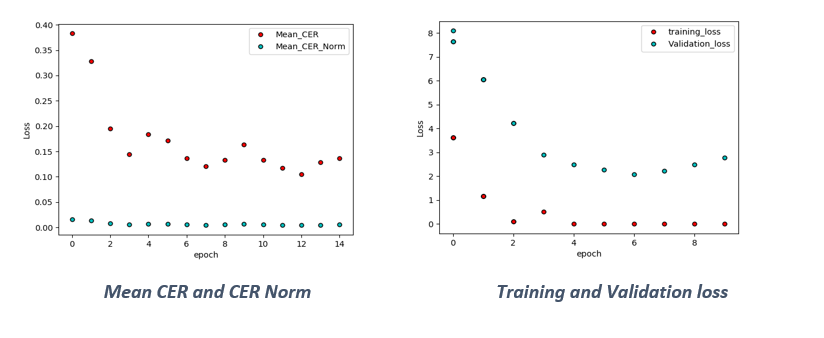 0.40
0.35
0.30
0.25
0.20
0.15
0.10
0.05
0.00
Loss
Mean_CER
Mean_CER_Norm
0 2 4 6 8 10 12 14
epoch
Mean CER and CER Norm
8
7
6
5
4
3
2
1
0
Loss
training_loss
Validation_loss
0 2 4 6 8
epoch
Training and Validation loss